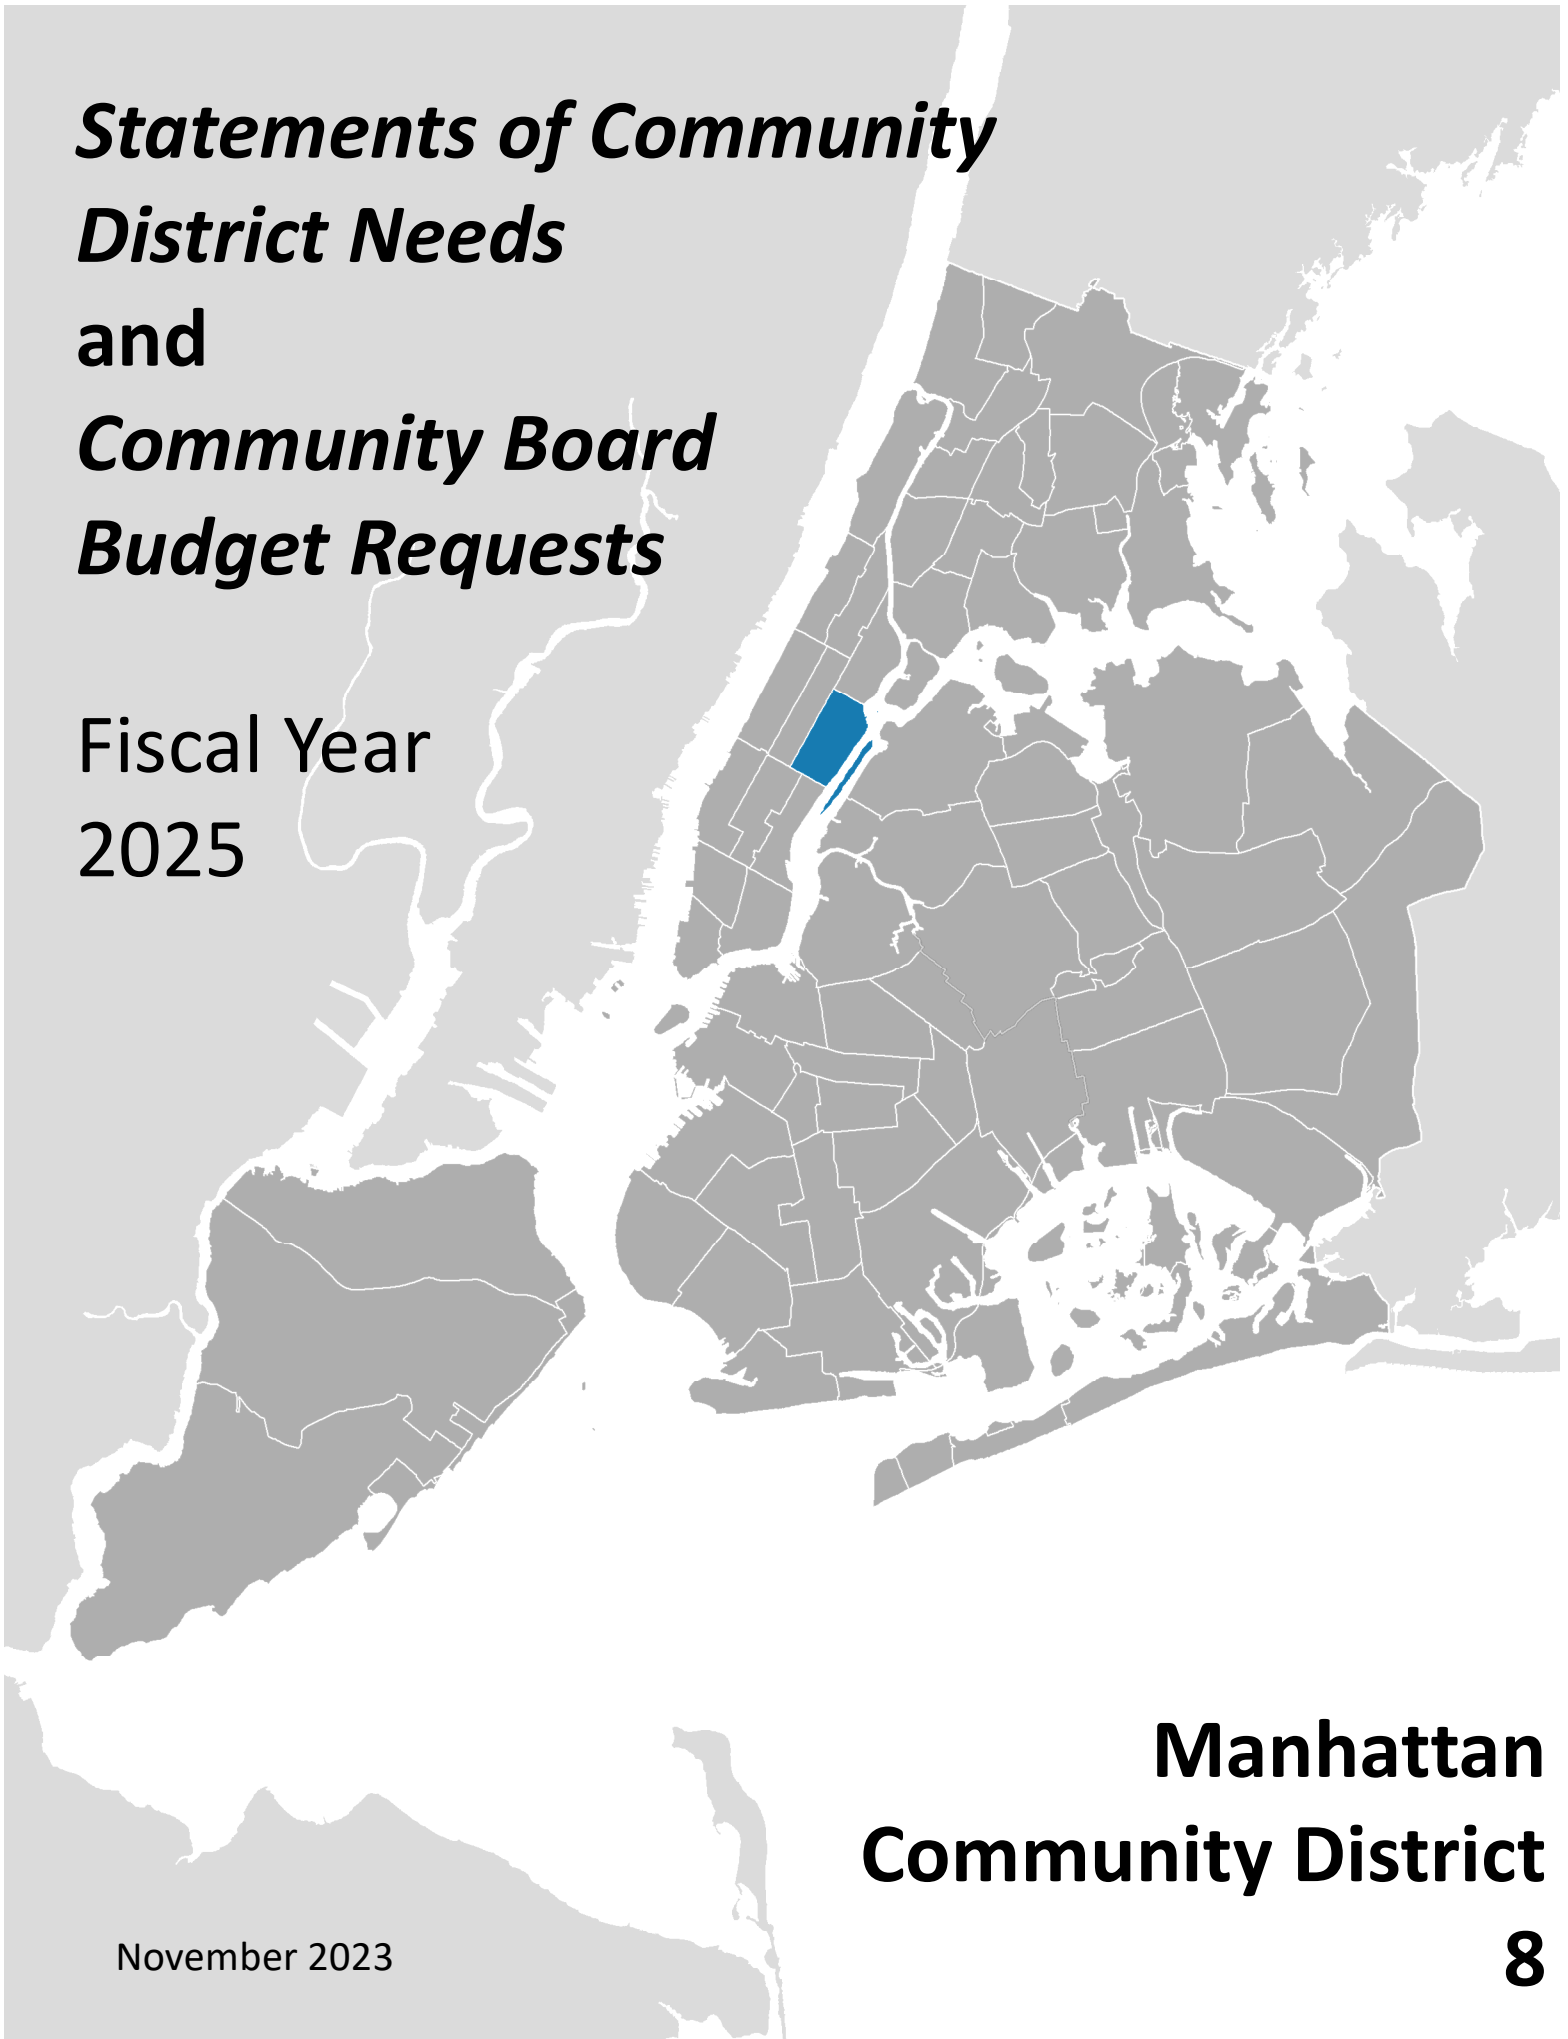 Statements of Community
District Needs
and
Community Board
Budget Requests
Fiscal Year
2025
Manhattan
Community District
8
November 2023